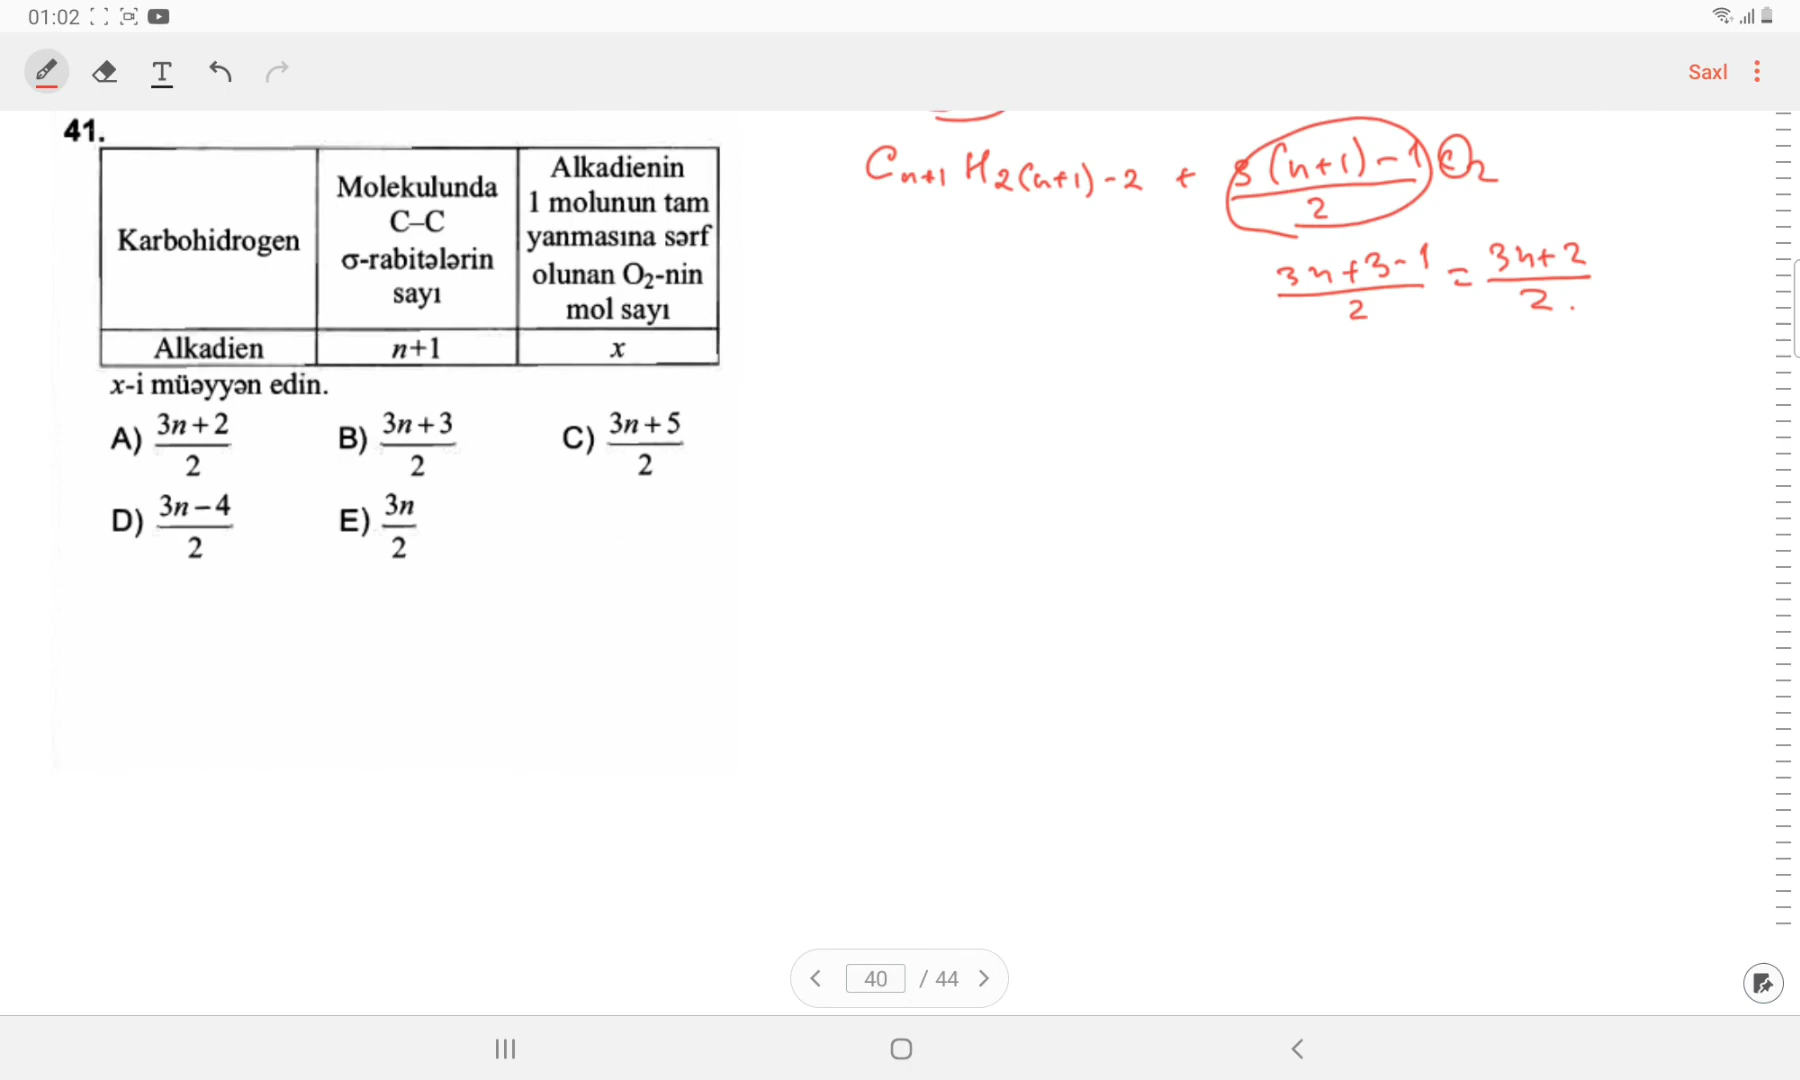 01:02
Saxl
41.
Karbohidrogen
Molekulunda
C–C
σ-rabitələrin
sayı
Alkadienin
1 molunun tam
yanmasına sərf
olunan O₂-nin
mol sayı
Alkadien
n+1
x
x-i müəyyən edin.
A) (3n+2)/2 B) (3n+3)/2 C) (3n+5)/2
D) (3n−4)/2 E) 3n/2
Cn+1 H2(n+1)-2 + (3(n+1)-1)/2 O2
(3n+3-1)/2 = (3n+2)/2.
40 / 44